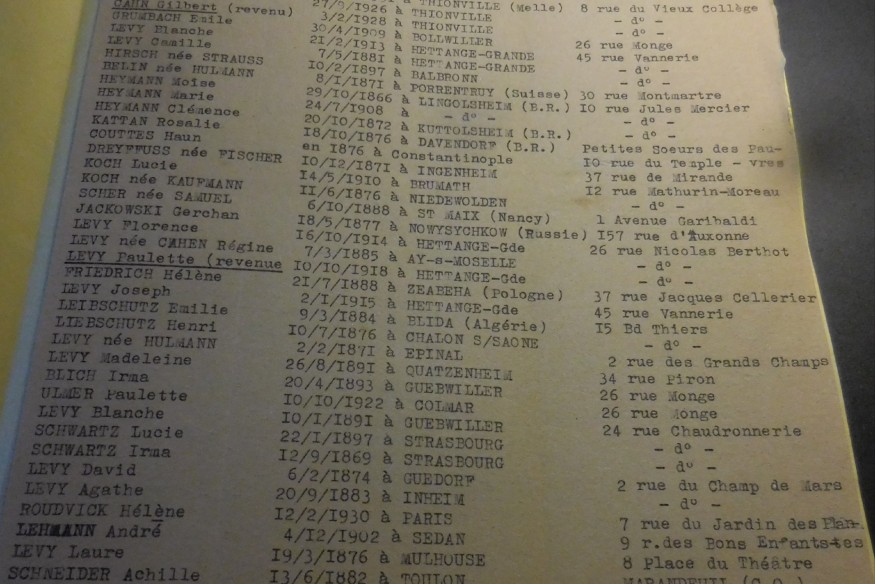 à THIONVILLE (Melle) 8 rue du Vieux Collège
27/9/1926 à THIONVILLE - d° -
CAHN Gilbert (revenu) 3/2/1928 à THIONVILLE - d° -
GRUMBACH Emile 30/4/1909 à BOLLWILLER 26 rue Monge
LEVY Blanche 21/2/1913 à HETTANGE-GRANDE 45 rue Vannerie
LEVY Camille 7/5/1881 à HETTANGE-GRANDE - d° -
HIRSCH née STRAUSS 10/2/1897 à BALBRONN - d° -
BELIN née HULMANN 8/1/1871 à PORRENTRUY (Suisse) 30 rue Montmartre
HEYMANN Moise 29/10/1866 à LINGOLSHEIM (B.R.) 10 rue Jules Mercier
HEYMANN Marie 24/7/1908 à - d° - - d° -
HEYMANN Clémence 20/10/1872 à KUTTOLSHEIM (B.R.) - d° -
KATTAN Rosalie 18/10/1876 à DAVENDORF (B.R.) Petites Soeurs des Pau-
COUTTES Haun en 1876 à Constantinople 10 rue du Temple - vres
DREYFUSS née FISCHER 10/12/1871 à INGENHEIM 37 rue de Mirande
KOCH Lucie 14/5/1910 à BRUMATH 12 rue Mathurin-Moreau
KOCH née KAUFMANN 11/6/1876 à NIEDEWOLDEN - d° -
SCHER née SAMUEL 6/10/1888 à ST MAIX (Nancy) 1 Avenue Garibaldi
JACKOWSKI Gerchan 18/5/1877 à NOWYSYCHKOW (Russie) 157 rue d'Auxonne
LEVY Florence 16/10/1914 à HETTANGE-Gde 26 rue Nicolas Berthot
LEVY née CAHEN Régine 7/3/1885 à AY-s-MOSELLE - d° -
LEVY Paulette (revenue 10/10/1918 à HETTANGE-Gde - d° -
FRIEDRICH Hélène 21/7/1888 à ZEABEHA (Pologne) 37 rue Jacques Cellerier
LEVY Joseph 2/1/1915 à HETTANGE-Gde 45 rue Vannerie
LEIBSCHUTZ Emilie 9/3/1884 à BLIDA (Algérie) 15 Bd Thiers
LIEBSCHUTZ Henri 10/7/1876 à CHALON S/SAONE - d° -
LEVY née HULMANN 2/2/1871 à EPINAL 2 rue des Grands Champs
LEVY Madeleine 26/8/1891 à QUATZENHEIM 34 rue Piron
BLICH Irma 20/4/1893 à GUEBWILLER 26 rue Monge
ULMER Paulette 10/10/1922 à COLMAR 26 rue Monge
LEVY Blanche 10/1/1891 à GUEBWILLER 24 rue Chaudronnerie
SCHWARTZ Lucie 22/1/1897 à STRASBOURG - d° -
SCHWARTZ Irma 12/9/1869 à STRASBOURG - d° -
LEVY David 6/2/1874 à GUEDORF 2 rue du Champ de Mars
LEVY Agathe 20/9/1883 à INHEIM - d° -
ROUDVICK Hélène 12/2/1930 à PARIS 7 rue du Jardin des Plan-
LEHMANN André 4/12/1902 à SEDAN 9 r.des Bons Enfants-tes
LEVY Laure 19/3/1876 à MULHOUSE 8 Place du Théâtre
SCHNEIDER Achille 13/6/1882 à TOULON